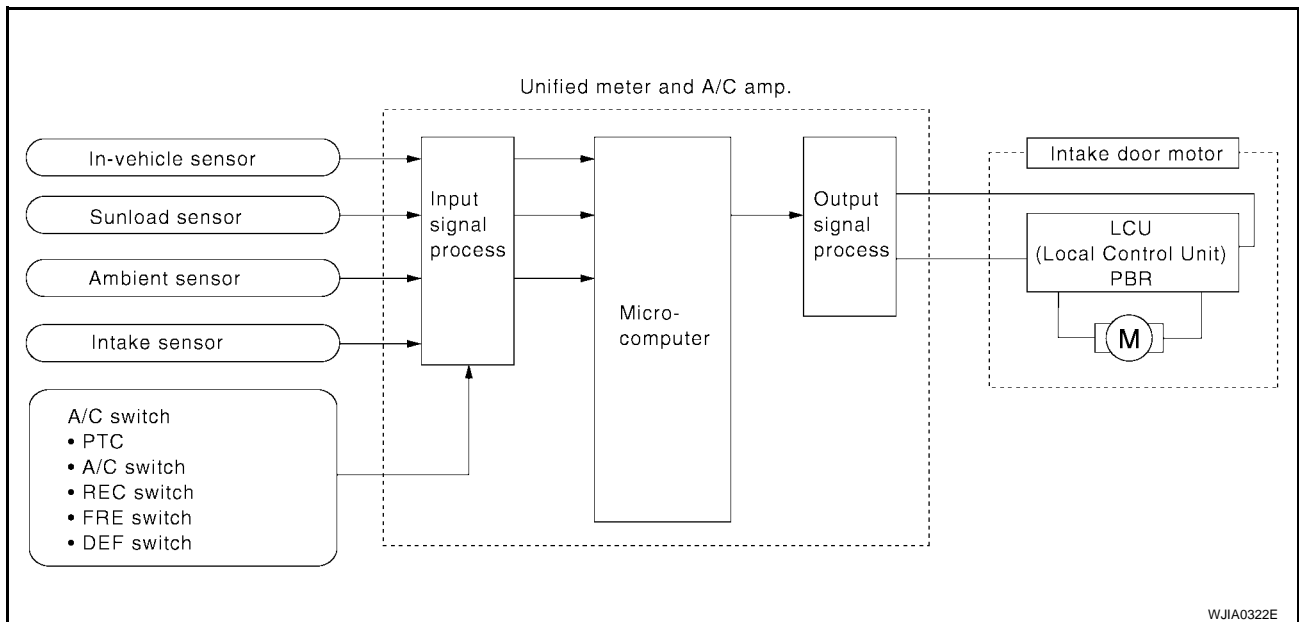 Unified meter and A/C amp.
In-vehicle sensor
Sunload sensor
Ambient sensor
Intake sensor
A/C switch
• PTC
• A/C switch
• REC switch
• FRE switch
• DEF switch
Input
signal
process
Micro-
computer
Output
signal
process
Intake door motor
LCU
(Local Control Unit)
PBR
M
WJIA0322E